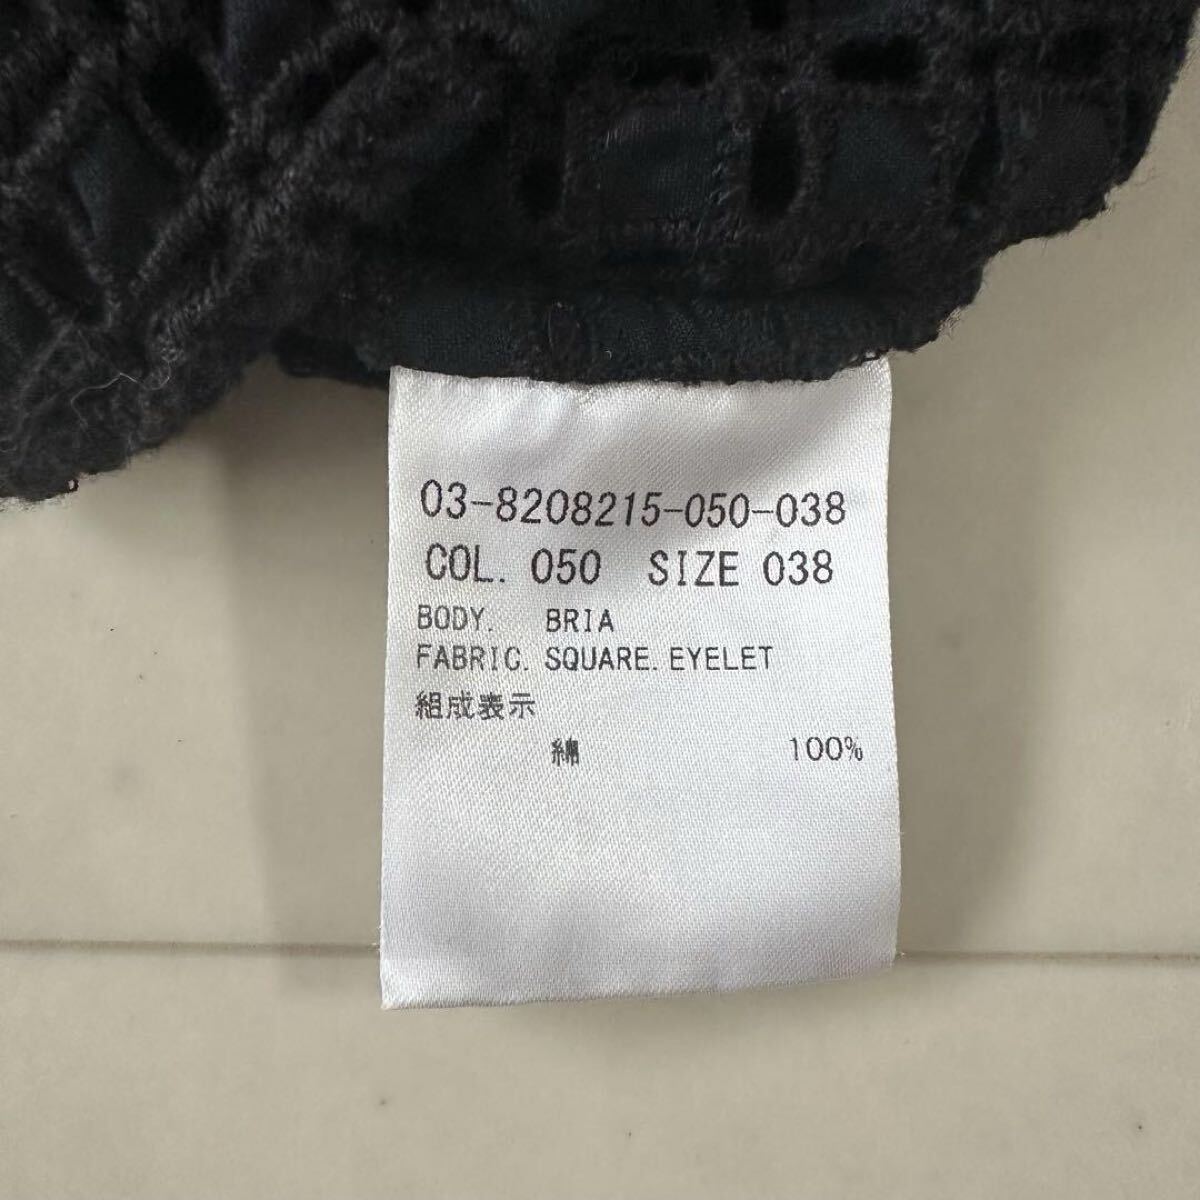 03-8208215-050-038
COL. 050 SIZE 038
BODY. BRIA
FABRIC. SQUARE. EYELET
組成表示
綿 100%